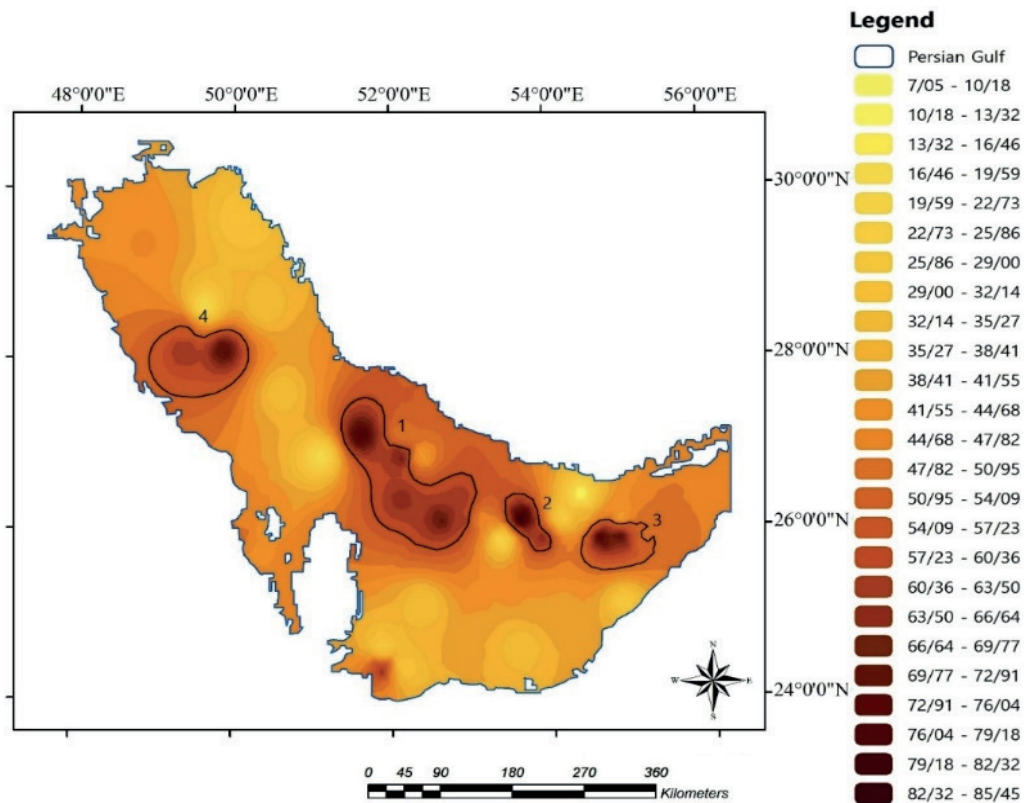 Legend
Persian Gulf
7/05 - 10/18
10/18 - 13/32
13/32 - 16/46
16/46 - 19/59
19/59 - 22/73
22/73 - 25/86
25/86 - 29/00
29/00 - 32/14
32/14 - 35/27
35/27 - 38/41
38/41 - 41/55
41/55 - 44/68
44/68 - 47/82
47/82 - 50/95
50/95 - 54/09
54/09 - 57/23
57/23 - 60/36
60/36 - 63/50
63/50 - 66/64
66/64 - 69/77
69/77 - 72/91
72/91 - 76/04
76/04 - 79/18
79/18 - 82/32
82/32 - 85/45
48°0'0"E 50°0'0"E 52°0'0"E 54°0'0"E 56°0'0"E
30°0'0"N
28°0'0"N
26°0'0"N
24°0'0"N
4
1
2
3
N
W E
S
0 45 90 180 270 360
Kilometers